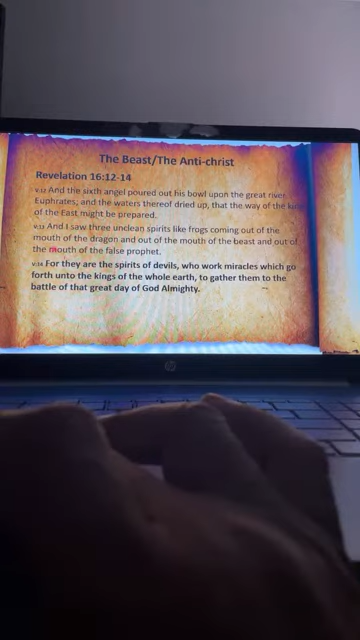 The Beast/The Anti-christ
Revelation 16:12-14
v.12 And the sixth angel poured out his bowl upon the great river
Euphrates; and the waters thereof dried up, that the way of the
of the East might be prepared.
v.13 And I saw three unclean spirits like frogs coming out of the
mouth of the dragon and out of the mouth of the beast and out of
the mouth of the false prophet.
v.14 For they are the spirits of devils, who work miracles which go
forth unto the kings of the whole earth, to gather them to the
battle of that great day of God Almighty.
hp